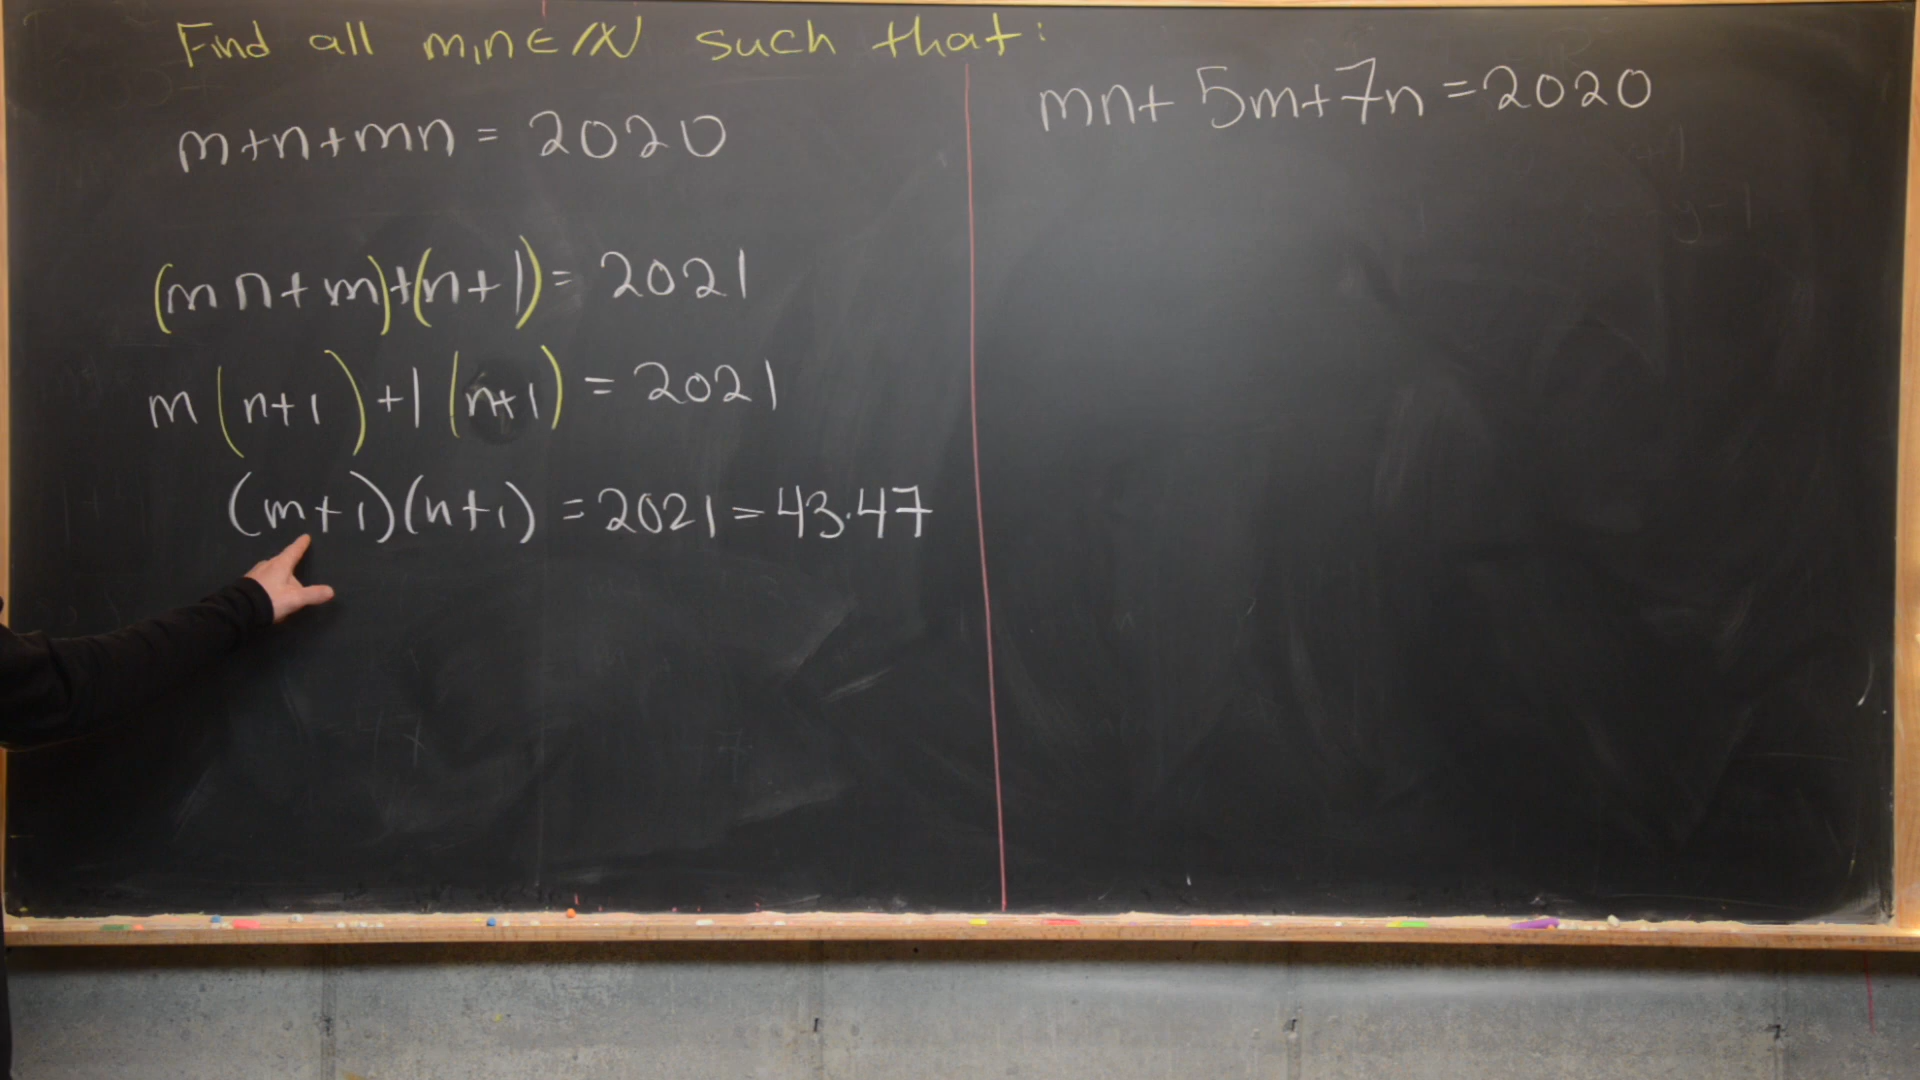 Find all m,n∈ℕ such that:
m+n+mn = 2020
(mn+m)+(n+1) = 2021
m(n+1)+1(n+1) = 2021
(m+1)(n+1) = 2021 = 43·47
mn+5m+7n=2020